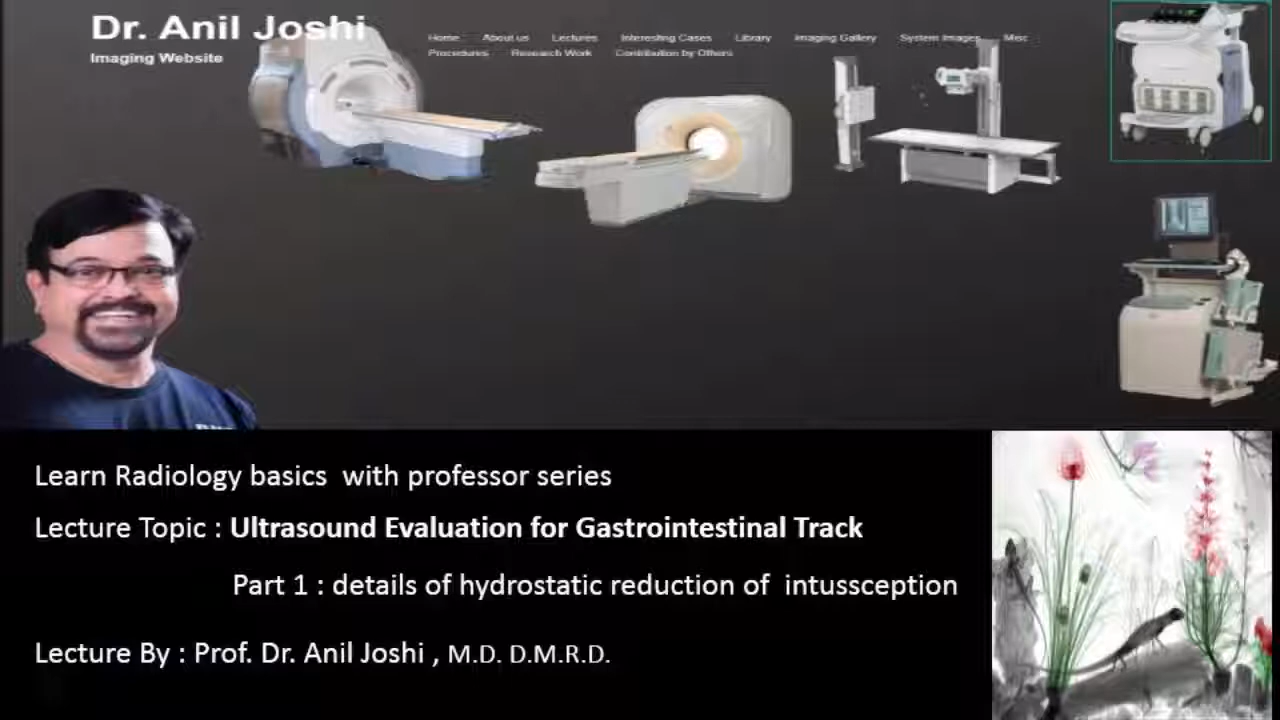 Dr. Anil Joshi
Imaging Website
Home About us Lectures Interesting Cases Library Imaging Gallery System Images Misc
Procedures Research Work Contribution by Others
Learn Radiology basics with professor series
Lecture Topic : Ultrasound Evaluation for Gastrointestinal Track
Part 1 : details of hydrostatic reduction of intussception
Lecture By : Prof. Dr. Anil Joshi , M.D. D.M.R.D.